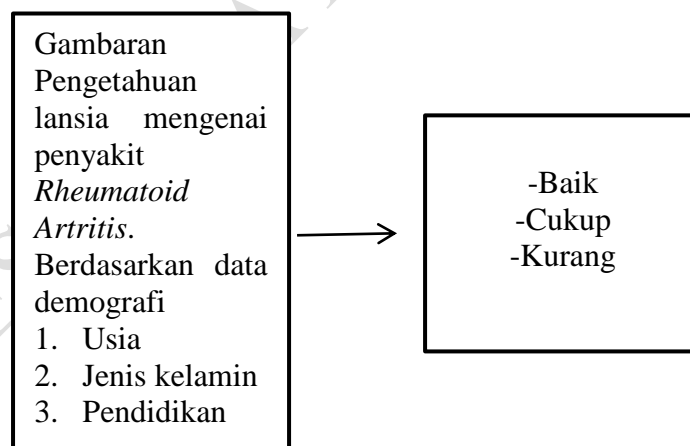 Gambaran
Pengetahuan
lansia mengenai
penyakit
Rheumatoid
Artritis.
Berdasarkan data
demografi
1. Usia
2. Jenis kelamin
3. Pendidikan
-Baik
-Cukup
-Kurang